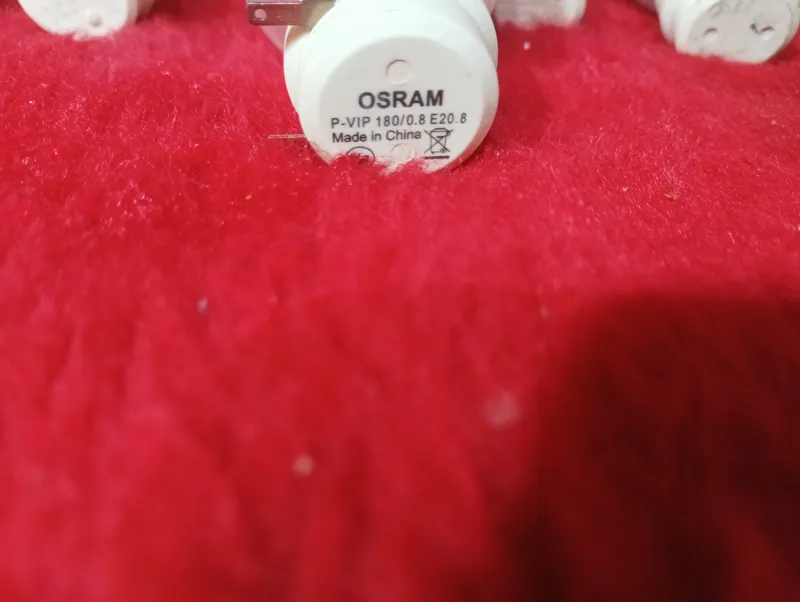 OSRAM
P-VIP 180/0.8 E20.8
Made in China